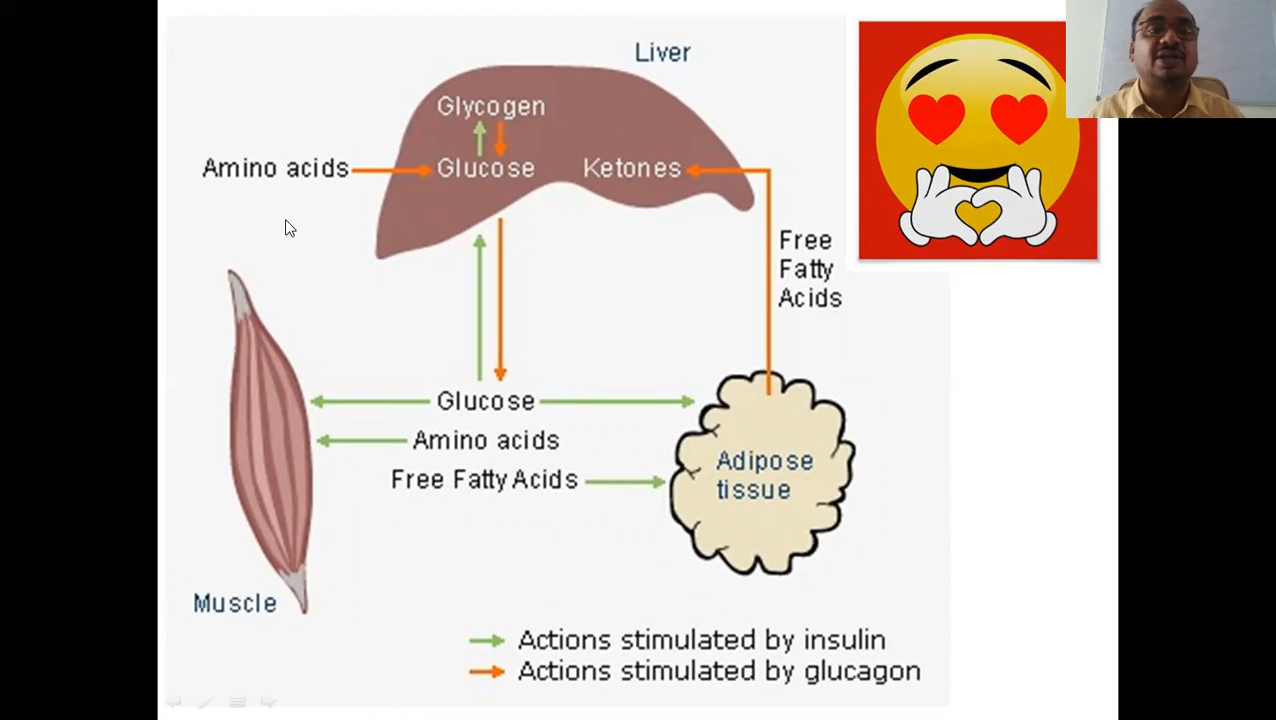 Liver
Glycogen
Amino acids
Glucose
Ketones
Free
Fatty
Acids
Glucose
Amino acids
Free Fatty Acids
Adipose
tissue
Muscle
Actions stimulated by insulin
Actions stimulated by glucagon